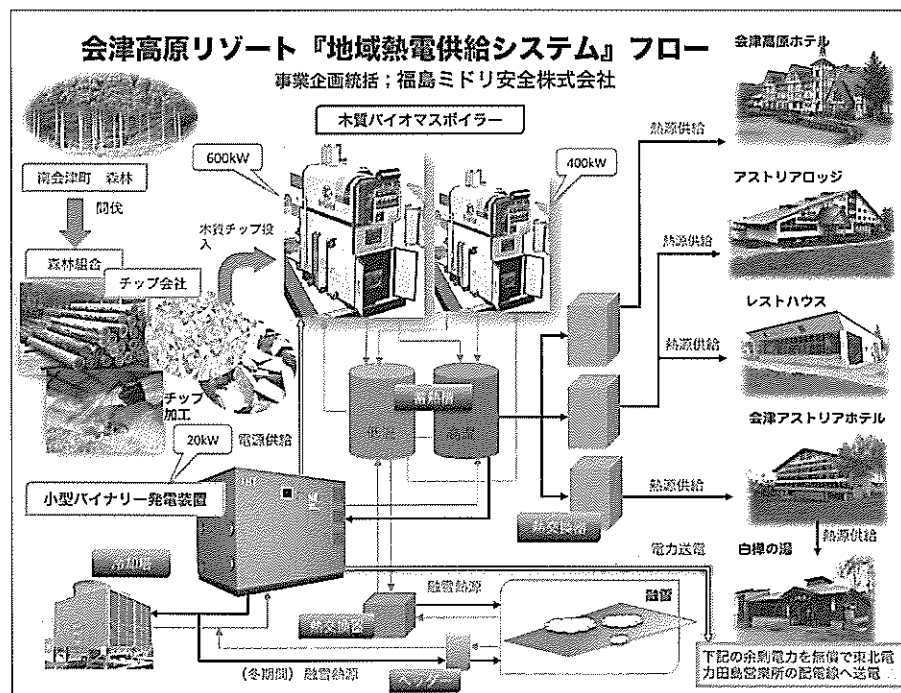 会津高原リゾート『地域熱電供給システム』フロー
事業企画統括；福島ミドリ安全株式会社
木質バイオマスボイラー
600kW
400kW
南会津町　森林
間伐
木質チップ投
入
森林組合
チップ会社
チップ
加工
20kW
電源供給
小型バイナリー発電装置
冷却塔
蓄熱槽
低温
高温
熱交換器
熱交換器
ヘッダー
融雪熱源
融雪
（冬期間）融雪熱源
電力送電
会津高原ホテル
熱源供給
アストリアロッジ
熱源供給
レストハウス
熱源供給
会津アストリアホテル
熱源供給
熱源供給
白樺の湯
下記の余剰電力を無償で東北電
力田島営業所の配電線へ送電